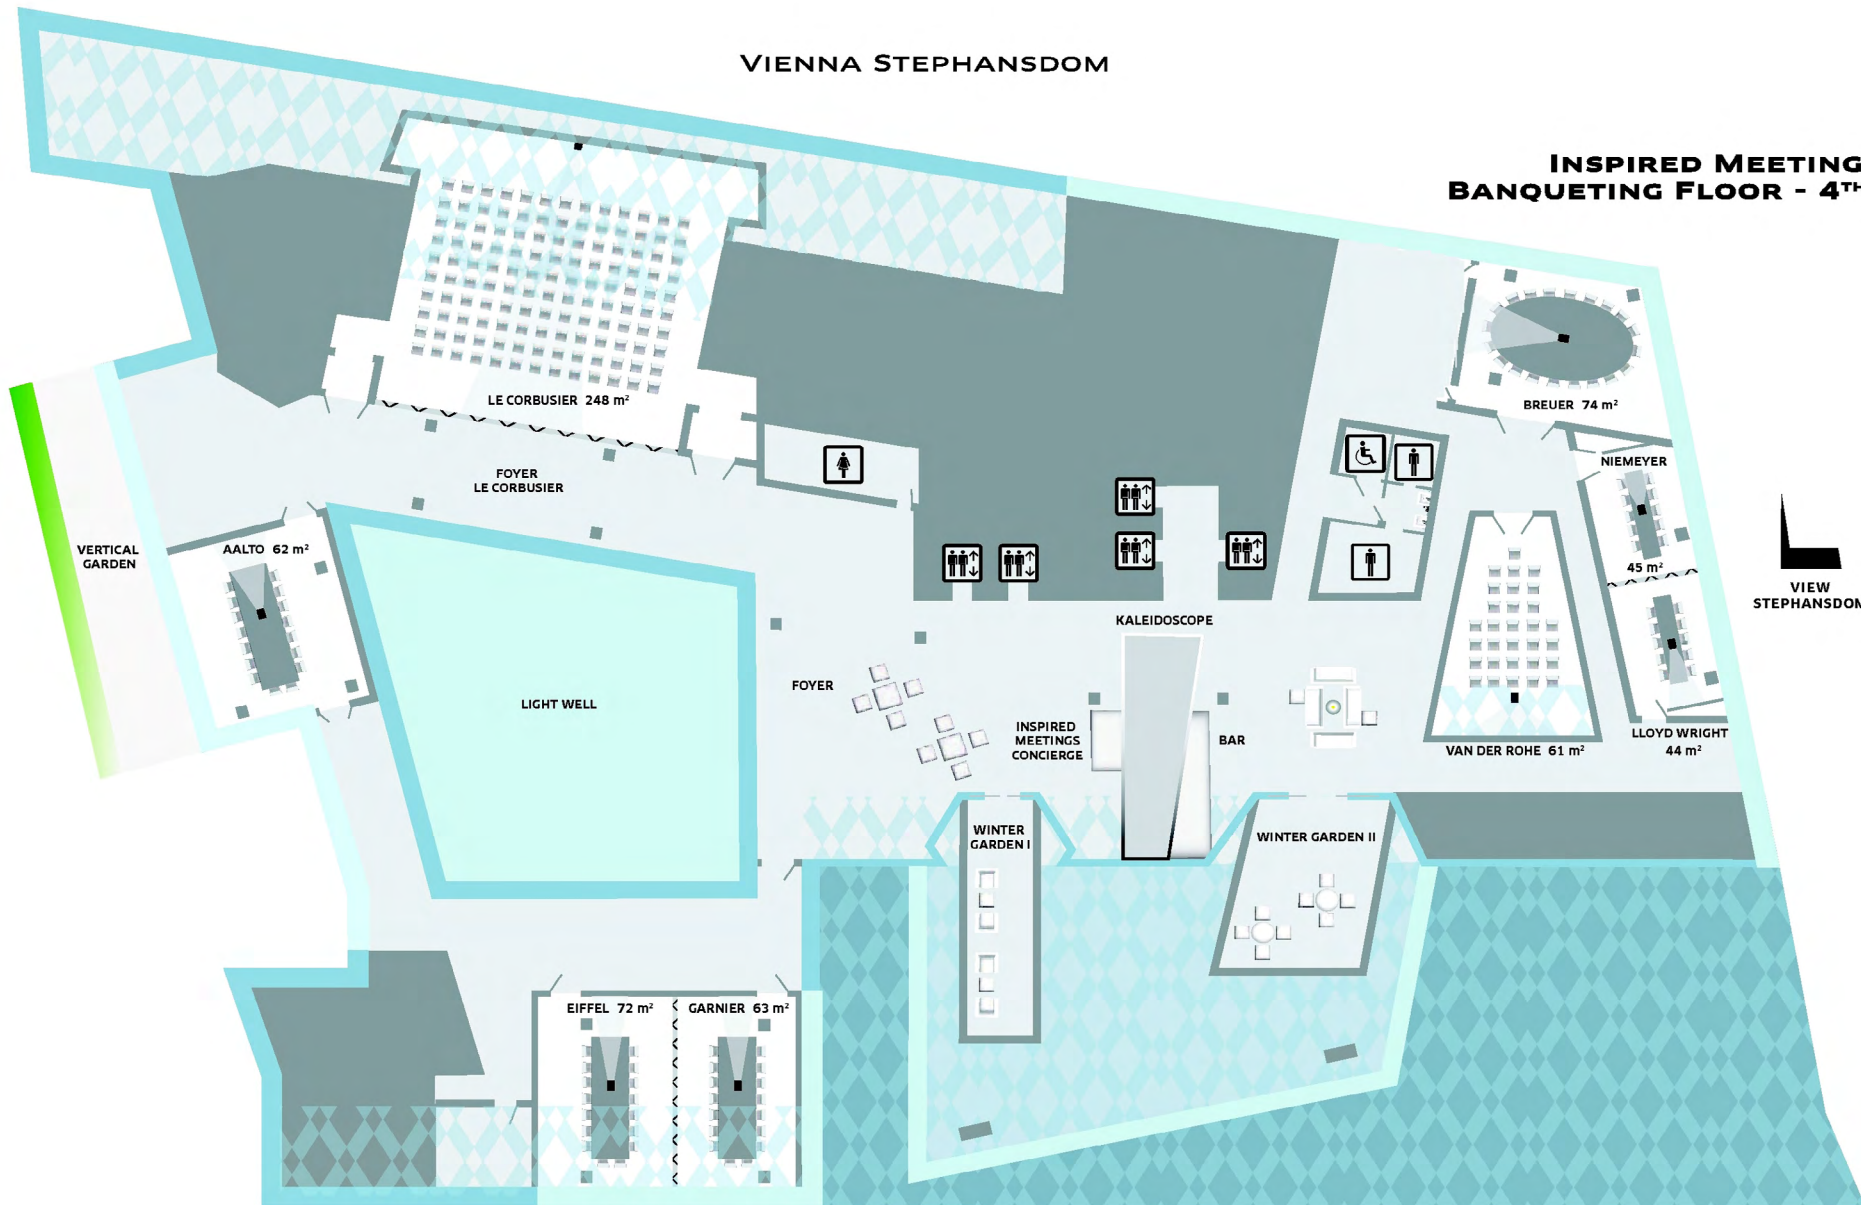 VIENNA STEPHANSDOM
INSPIRED MEETING
BANQUETING FLOOR - 4TH
LE CORBUSIER 248 m²
BREUER 74 m²
FOYER
LE CORBUSIER
NIEMEYER
45 m²
VERTICAL
GARDEN
AALTO 62 m²
VIEW
STEPHANSDOM
KALEIDOSCOPE
FOYER
LIGHT WELL
INSPIRED
MEETINGS
CONCIERGE
BAR
VAN DER ROHE 61 m²
LLOYD WRIGHT
44 m²
WINTER
GARDEN I
WINTER GARDEN II
EIFFEL 72 m²
GARNIER 63 m²